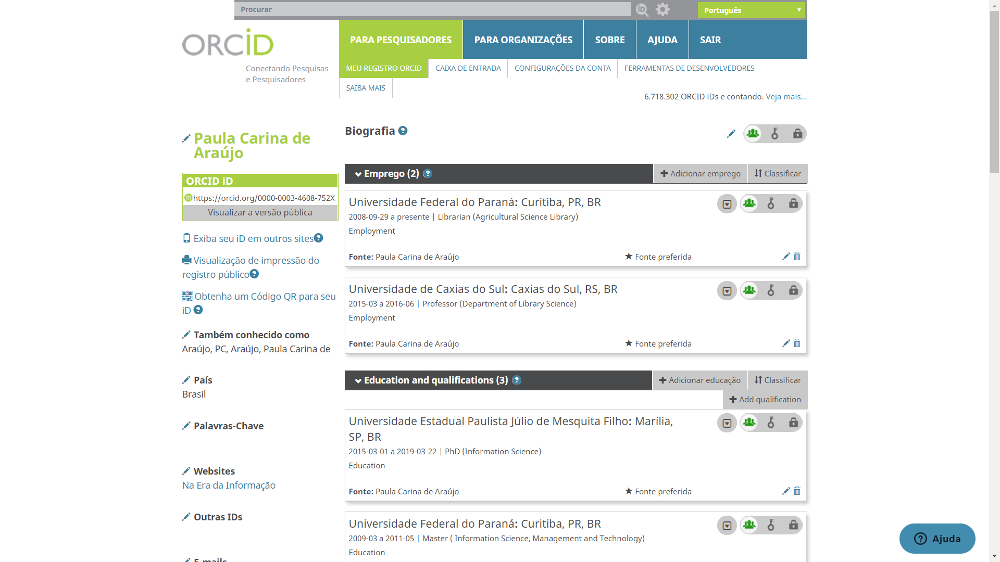 Procurar
Português
ORCID
Conectando Pesquisas
e Pesquisadores
PARA PESQUISADORES
PARA ORGANIZAÇÕES
SOBRE
AJUDA
SAIR
MEU REGISTRO ORCID
CAIXA DE ENTRADA
CONFIGURAÇÕES DA CONTA
FERRAMENTAS DE DESENVOLVEDORES
SAIBA MAIS
6.718.302 ORCID iDs e contando. Veja mais...
Paula Carina de
Araújo
ORCID iD
https://orcid.org/0000-0003-4608-752X
Visualizar a versão pública
Exiba seu iD em outros sites
Visualização de impressão do
registro público
Obtenha um Código QR para seu
iD
Também conhecido como
Araújo, PC, Araújo, Paula Carina de
País
Brasil
Palavras-Chave
Websites
Na Era da Informação
Outras IDs
E-mails
Biografia
Emprego (2)
Adicionar emprego
Classificar
Universidade Federal do Paraná: Curitiba, PR, BR
2008-09-29 a presente | Librarian (Agricultural Science Library)
Employment
Fonte: Paula Carina de Araújo
Fonte preferida
Universidade de Caxias do Sul: Caxias do Sul, RS, BR
2015-03 a 2016-06 | Professor (Department of Library Science)
Employment
Fonte: Paula Carina de Araújo
Fonte preferida
Education and qualifications (3)
Adicionar educação
Classificar
Add qualification
Universidade Estadual Paulista Júlio de Mesquita Filho: Marília,
SP, BR
2015-03-01 a 2019-03-22 | PhD (Information Science)
Education
Fonte: Paula Carina de Araújo
Fonte preferida
Universidade Federal do Paraná: Curitiba, PR, BR
2009-03 a 2011-05 | Master ( Information Science, Management and Technology)
Education
Ajuda